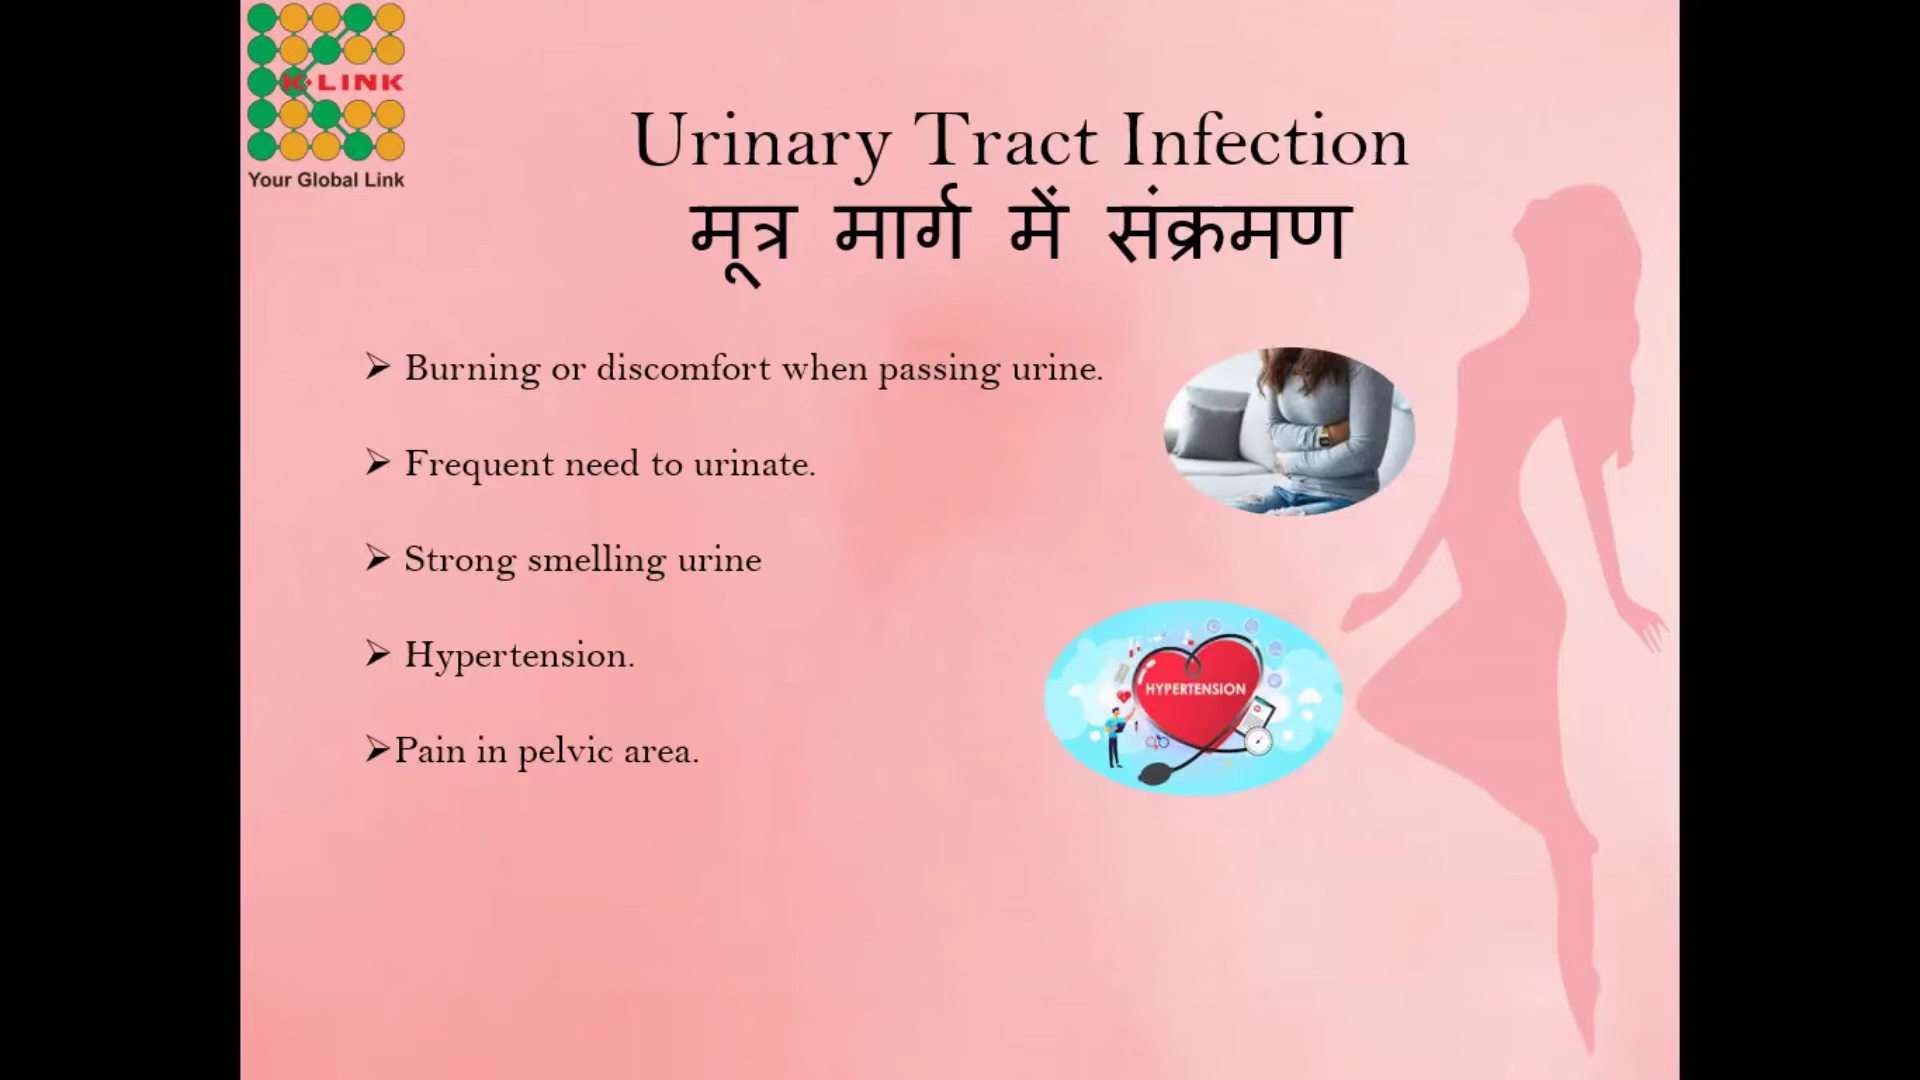 K-LINK
Your Global Link
Urinary Tract Infection
मूत्र मार्ग में संक्रमण
➢ Burning or discomfort when passing urine.
➢ Frequent need to urinate.
➢ Strong smelling urine
➢ Hypertension.
➢Pain in pelvic area.
HYPERTENSION